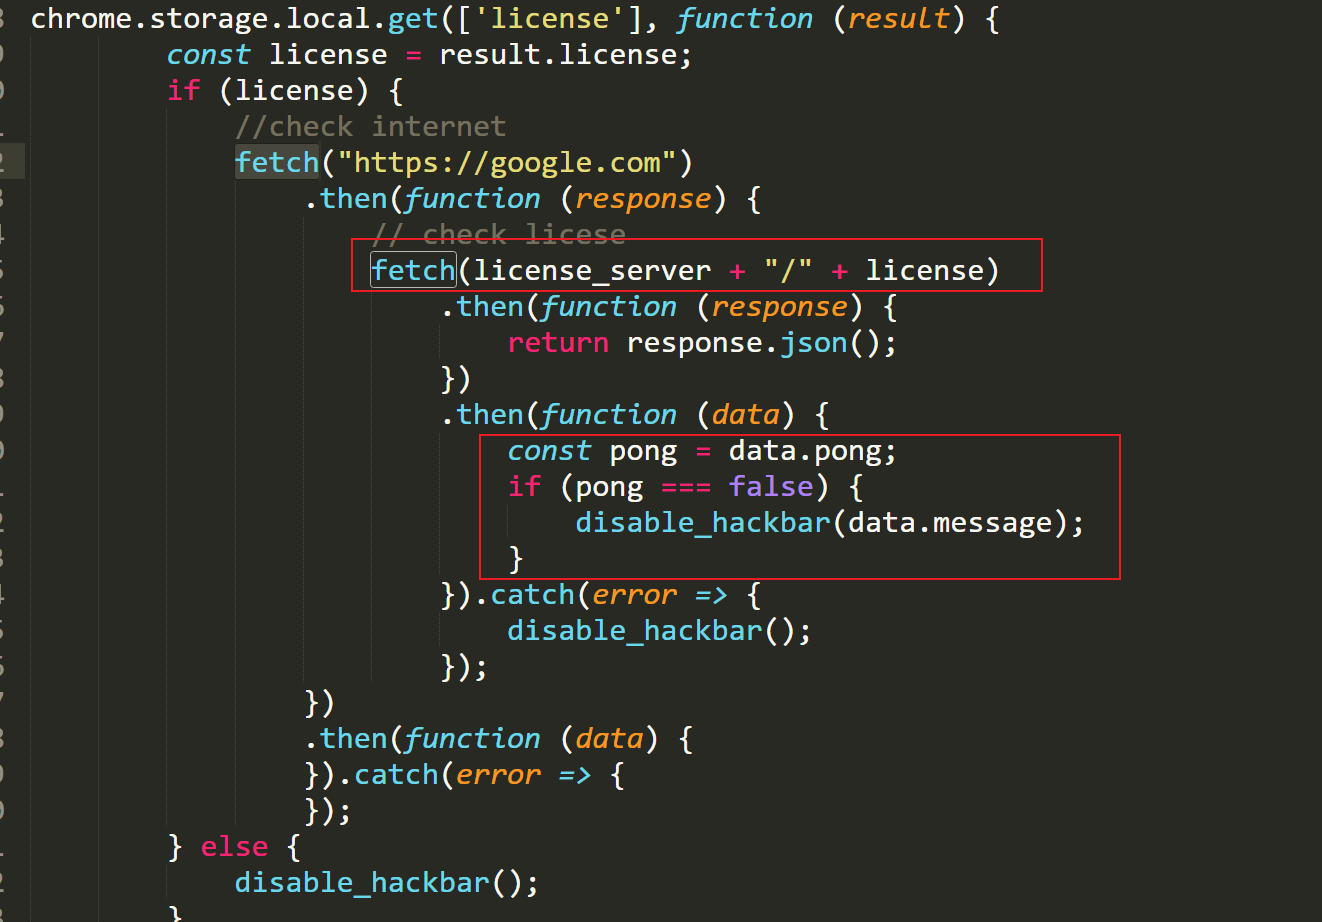 chrome.storage.local.get(['license'], function (result) {
const license = result.license;
if (license) {
//check internet
fetch("https://google.com")
.then(function (response) {
// check licese
fetch(license_server + "/" + license)
.then(function (response) {
return response.json();
})
.then(function (data) {
const pong = data.pong;
if (pong === false) {
disable_hackbar(data.message);
}
}).catch(error => {
disable_hackbar();
});
})
.then(function (data) {
}).catch(error => {
});
} else {
disable_hackbar();
}